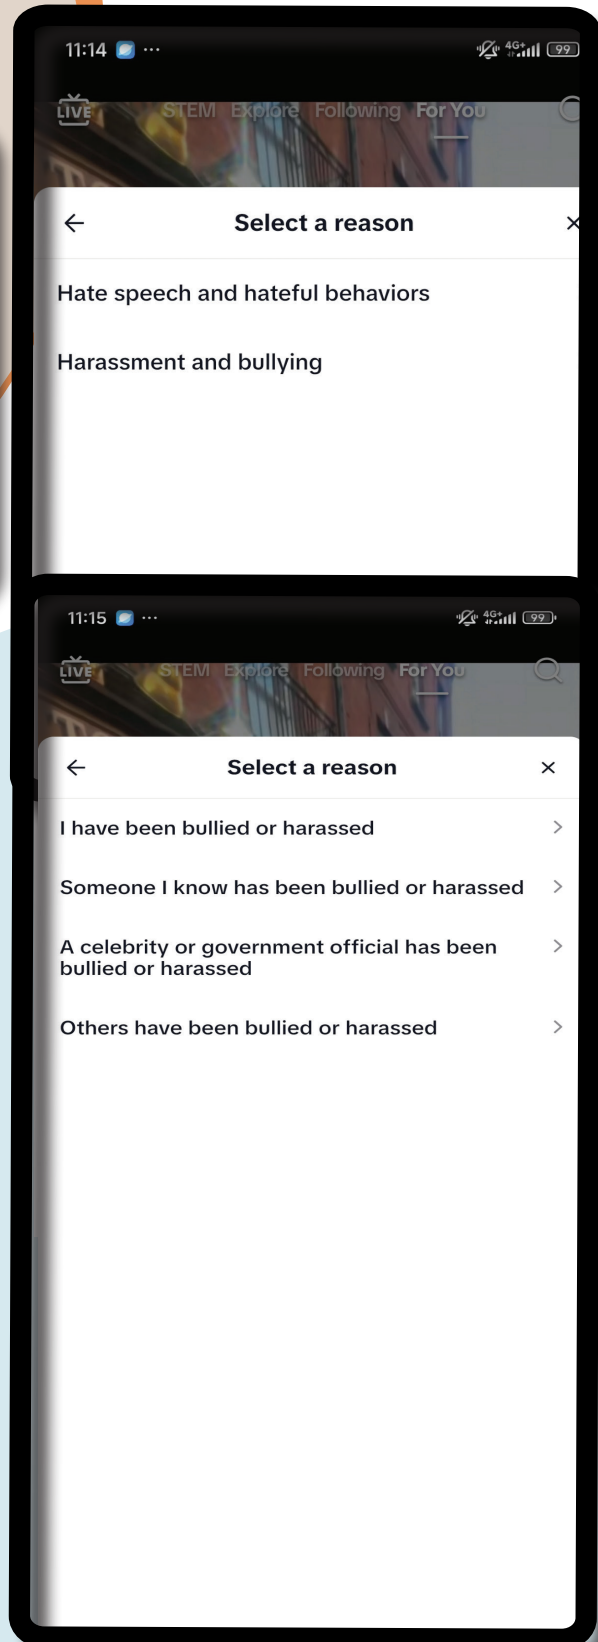 11:14 ...
4G+ 99
LIVE STEM Explore Following For You
Select a reason
Hate speech and hateful behaviors
Harassment and bullying
11:15 ...
4G+ 99
LIVE STEM Explore Following For You
Select a reason
I have been bullied or harassed
Someone I know has been bullied or harassed
A celebrity or government official has been
bullied or harassed
Others have been bullied or harassed